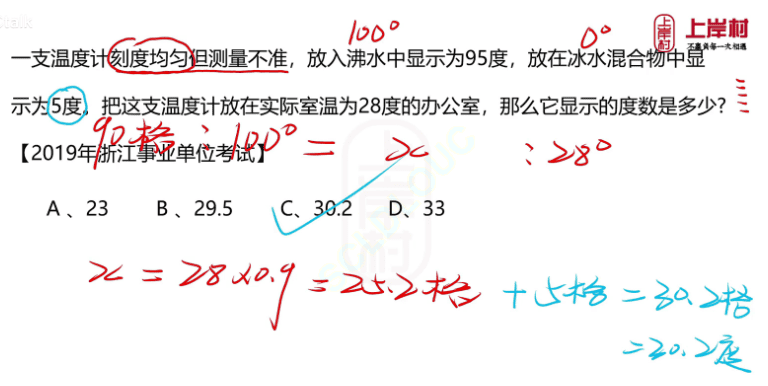 100° 0° 上岸村
不赢莫每一次相遇
一支温度计刻度均匀但测量不准，放入沸水中显示为95度，放在冰水混合物中显
示为5度。把这支温度计放在实际室温为28度的办公室，那么它显示的度数是多少？
90格：100° = x ：28°
【2019年浙江事业单位考试】
A、23 B、29.5 C、30.2 D、33
x = 28×0.9 = 25.2格 + 5格 = 30.2格
=30.2度